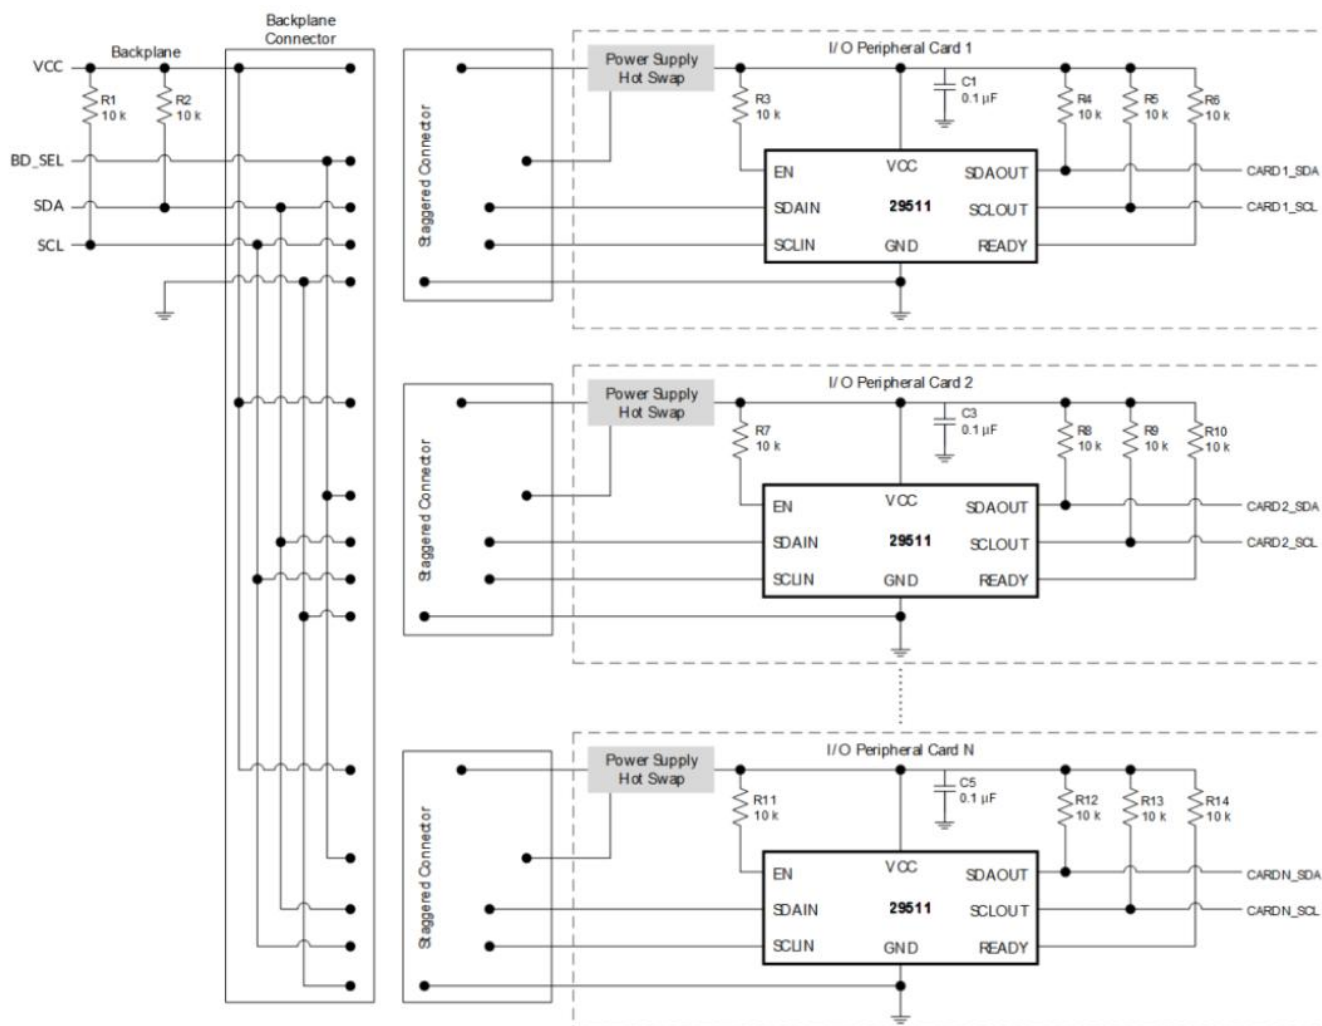 Backplane
Connector
Backplane
VCC
R1
10 k
R2
10 k
BD_SEL
SDA
SCL
Staggered Connector
Power Supply
Hot Swap
I/O Peripheral Card 1
R3
10 k
C1
0.1 µF
R4
10 k
R5
10 k
R6
10 k
VCC
EN
SDAOUT
CARD1_SDA
SDAIN
29511
SCLOUT
CARD1_SCL
SCLIN
GND
READY
Staggered Connector
Power Supply
Hot Swap
I/O Peripheral Card 2
R7
10 k
C3
0.1 µF
R8
10 k
R9
10 k
R10
10 k
VCC
EN
SDAOUT
CARD2_SDA
SDAIN
29511
SCLOUT
CARD2_SCL
SCLIN
GND
READY
Staggered Connector
Power Supply
Hot Swap
I/O Peripheral Card N
R11
10 k
C5
0.1 µF
R12
10 k
R13
10 k
R14
10 k
VCC
EN
SDAOUT
CARDN_SDA
SDAIN
29511
SCLOUT
CARDN_SCL
SCLIN
GND
READY